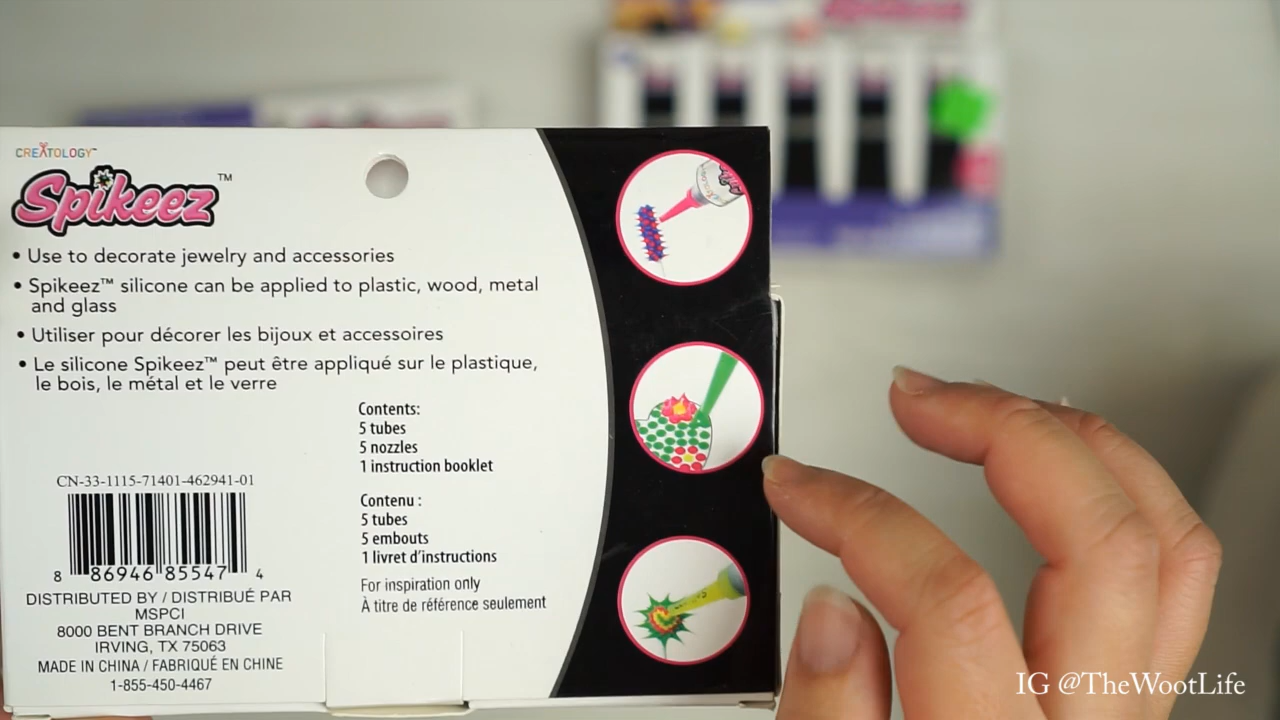 CREATOLOGY™
Spikeez™
• Use to decorate jewelry and accessories
• Spikeez™ silicone can be applied to plastic, wood, metal
and glass
• Utiliser pour décorer les bijoux et accessoires
• Le silicone Spikeez™ peut être appliqué sur le plastique,
le bois, le métal et le verre
Contents:
5 tubes
5 nozzles
1 instruction booklet
Contenu :
5 tubes
5 embouts
1 livret d'instructions
For inspiration only
À titre de référence seulement
CN-33-1115-71401-462941-01
8 86946 85547 4
DISTRIBUTED BY / DISTRIBUÉ PAR
MSPCI
8000 BENT BRANCH DRIVE
IRVING, TX 75063
MADE IN CHINA / FABRIQUÉ EN CHINE
1-855-450-4467
IG @TheWootLife